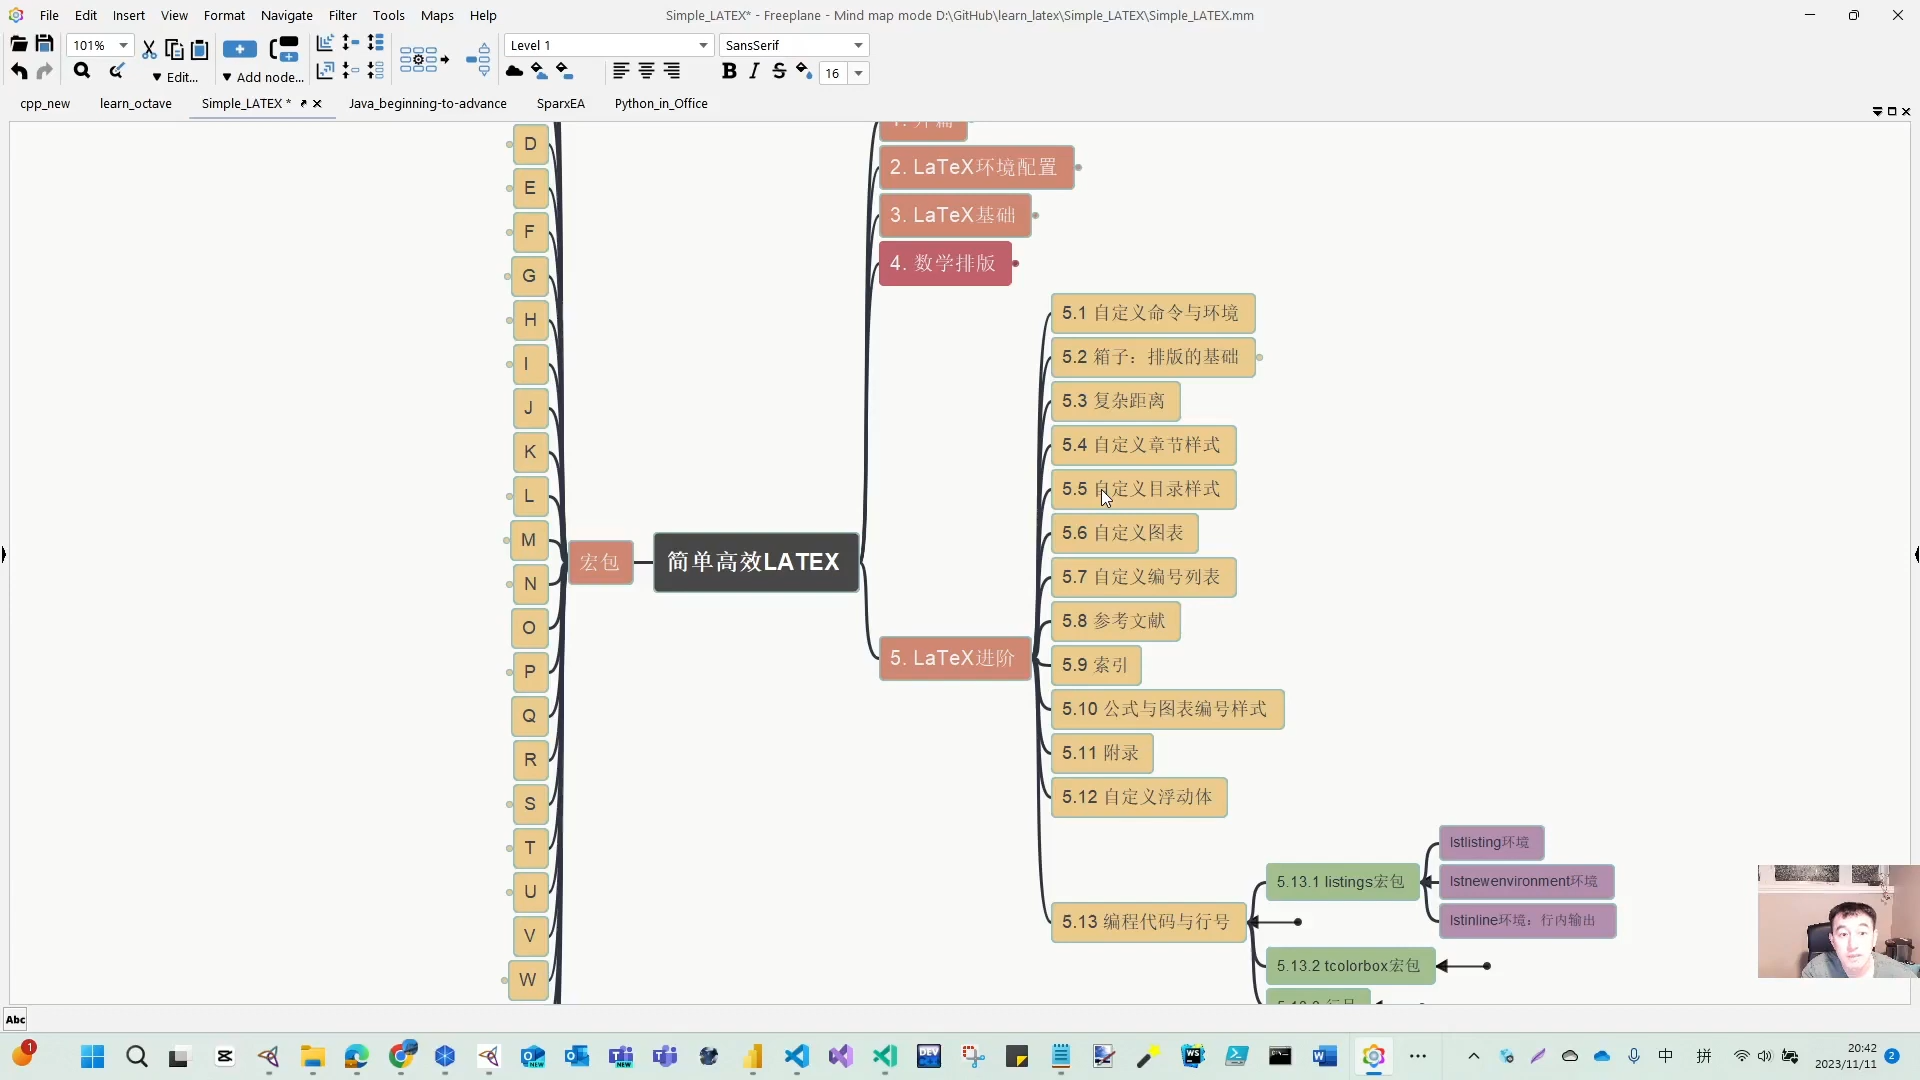 Simple_LATEX* - Freeplane - Mind map mode D:\GitHub\learn_latex\Simple_LATEX\Simple_LATEX.mm
File Edit Insert View Format Navigate Filter Tools Maps Help
101%
Level 1
SansSerif
▼ Edit...
▼ Add node...
B I S
16
cpp_new
learn_octave
Simple_LATEX *
Java_beginning-to-advance
SparxEA
Python_in_Office
D
E
F
G
H
I
J
K
L
M
N
O
P
Q
R
S
T
U
V
W
宏包
简单高效LATEX
2. LaTeX环境配置
3. LaTeX基础
4. 数学排版
5. LaTeX进阶
5.1 自定义命令与环境
5.2 箱子：排版的基础
5.3 复杂距离
5.4 自定义章节样式
5.5 自定义目录样式
5.6 自定义图表
5.7 自定义编号列表
5.8 参考文献
5.9 索引
5.10 公式与图表编号样式
5.11 附录
5.12 自定义浮动体
5.13 编程代码与行号
5.13.1 listings宏包
lstlisting环境
lstnewenvironment环境
lstinline环境：行内输出
5.13.2 tcolorbox宏包
Abc
1
NEW
NEW
DEV
WS
中
拼
20:42
2023/11/11
2